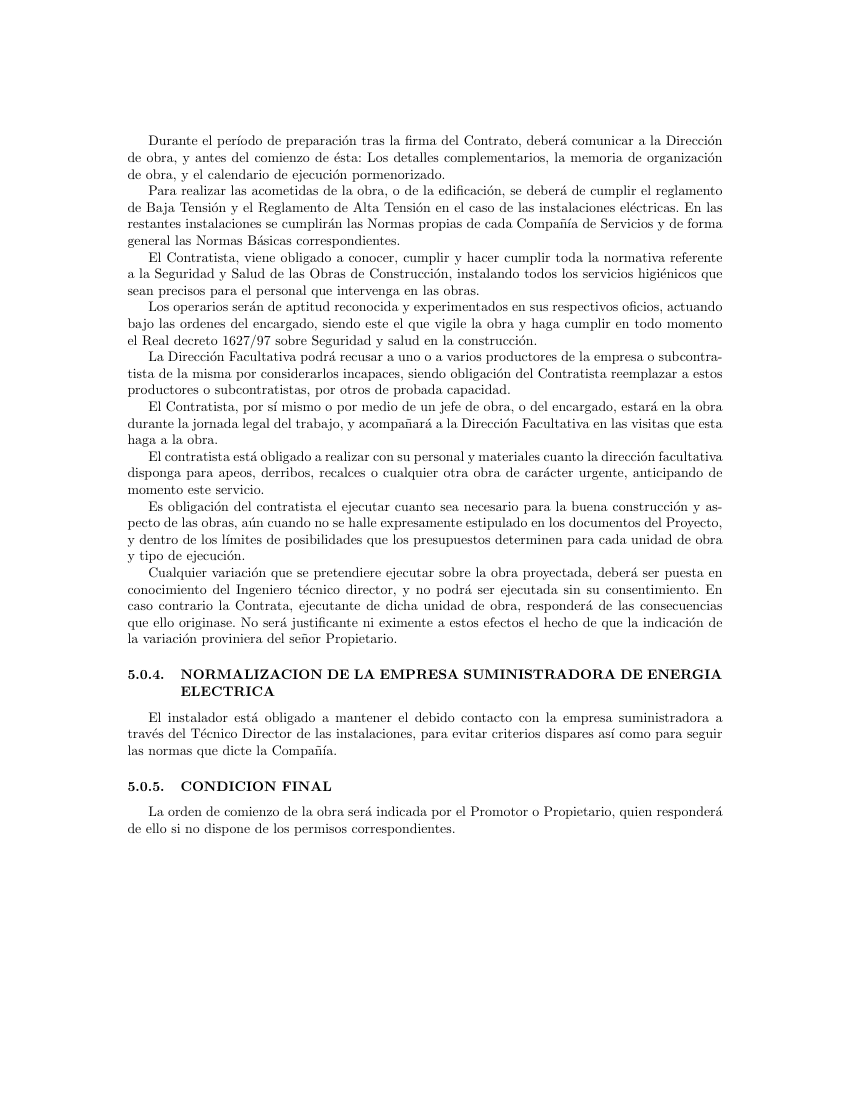 Durante el período de preparación tras la firma del Contrato, deberá comunicar a la Dirección
de obra, y antes del comienzo de ésta: Los detalles complementarios, la memoria de organización
de obra, y el calendario de ejecución pormenorizado.
Para realizar las acometidas de la obra, o de la edificación, se deberá de cumplir el reglamento
de Baja Tensión y el Reglamento de Alta Tensión en el caso de las instalaciones eléctricas. En las
restantes instalaciones se cumplirán las Normas propias de cada Compañía de Servicios y de forma
general las Normas Básicas correspondientes.
El Contratista, viene obligado a conocer, cumplir y hacer cumplir toda la normativa referente
a la Seguridad y Salud de las Obras de Construcción, instalando todos los servicios higiénicos que
sean precisos para el personal que intervenga en las obras.
Los operarios serán de aptitud reconocida y experimentados en sus respectivos oficios, actuando
bajo las ordenes del encargado, siendo este el que vigile la obra y haga cumplir en todo momento
el Real decreto 1627/97 sobre Seguridad y salud en la construcción.
La Dirección Facultativa podrá recusar a uno o a varios productores de la empresa o subcontra-
tista de la misma por considerarlos incapaces, siendo obligación del Contratista reemplazar a estos
productores o subcontratistas, por otros de probada capacidad.
El Contratista, por sí mismo o por medio de un jefe de obra, o del encargado, estará en la obra
durante la jornada legal del trabajo, y acompañará a la Dirección Facultativa en las visitas que esta
haga a la obra.
El contratista está obligado a realizar con su personal y materiales cuanto la dirección facultativa
disponga para apeos, derribos, recalces o cualquier otra obra de carácter urgente, anticipando de
momento este servicio.
Es obligación del contratista el ejecutar cuanto sea necesario para la buena construcción y as-
pecto de las obras, aún cuando no se halle expresamente estipulado en los documentos del Proyecto,
y dentro de los límites de posibilidades que los presupuestos determinen para cada unidad de obra
y tipo de ejecución.
Cualquier variación que se pretendiere ejecutar sobre la obra proyectada, deberá ser puesta en
conocimiento del Ingeniero técnico director, y no podrá ser ejecutada sin su consentimiento. En
caso contrario la Contrata, ejecutante de dicha unidad de obra, responderá de las consecuencias
que ello originase. No será justificante ni eximente a estos efectos el hecho de que la indicación de
la variación proviniera del señor Propietario.
5.0.4. NORMALIZACION DE LA EMPRESA SUMINISTRADORA DE ENERGIA
ELECTRICA
El instalador está obligado a mantener el debido contacto con la empresa suministradora a
través del Técnico Director de las instalaciones, para evitar criterios dispares así como para seguir
las normas que dicte la Compañía.
5.0.5. CONDICION FINAL
La orden de comienzo de la obra será indicada por el Promotor o Propietario, quien responderá
de ello si no dispone de los permisos correspondientes.